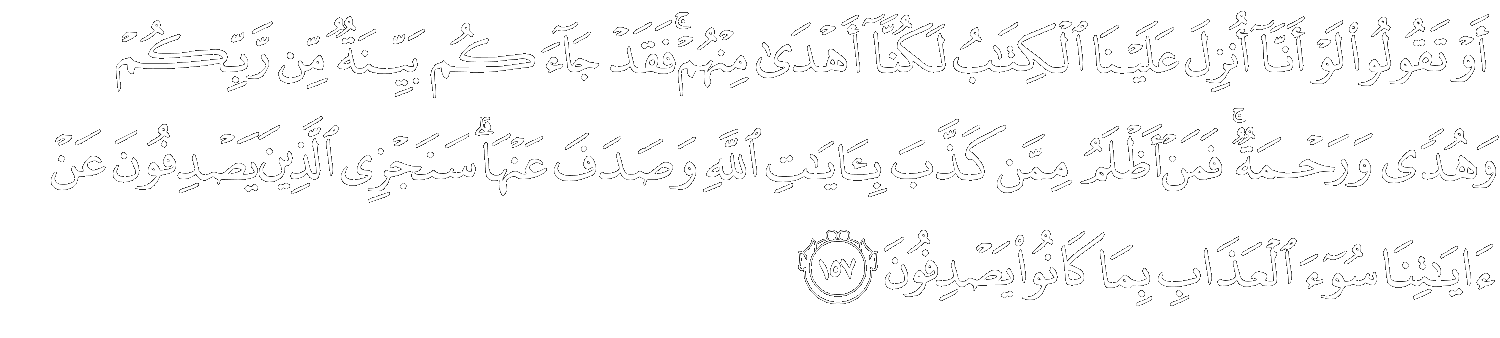 أَوْ تَقُولُوا۟ لَوْ أَنَّآ أُنزِلَ عَلَيْنَا ٱلْكِتَٰبُ لَكُنَّآ أَهْدَىٰ مِنْهُمْ ۚ فَقَدْ جَآءَكُم بَيِّنَةٌ مِّن رَّبِّكُمْ
وَهُدًى وَرَحْمَةٌ ۚ فَمَنْ أَظْلَمُ مِمَّن كَذَّبَ بِـَٔايَٰتِ ٱللَّهِ وَصَدَفَ عَنْهَا ۗ سَنَجْزِى ٱلَّذِينَ يَصْدِفُونَ عَنْ
ءَايَٰتِنَا سُوٓءَ ٱلْعَذَابِ بِمَا كَانُوا۟ يَصْدِفُونَ ١٥٧